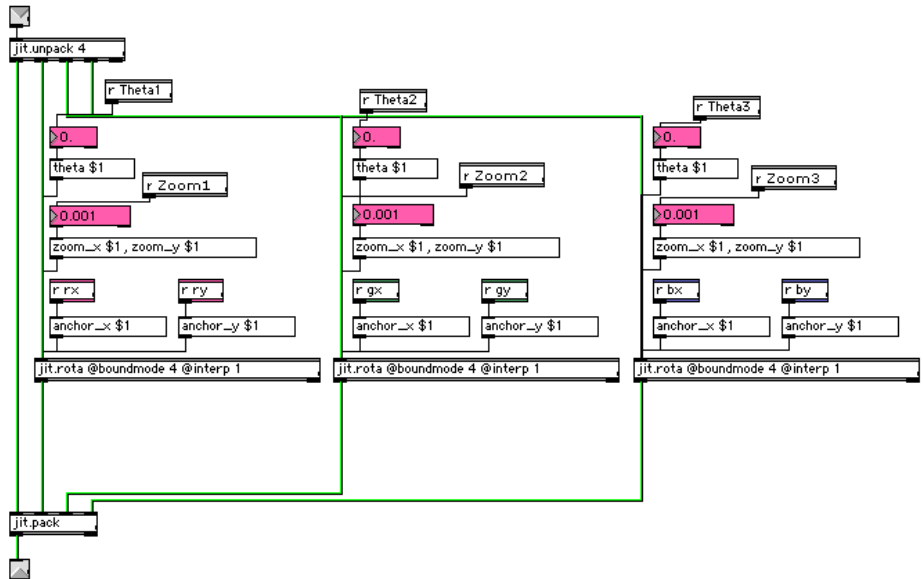 jit.unpack 4
r Theta1
r Theta2
r Theta3
0.
0.
0.
theta $1
theta $1
theta $1
r Zoom1
r Zoom2
r Zoom3
0.001
0.001
0.001
zoom_x $1, zoom_y $1
zoom_x $1, zoom_y $1
zoom_x $1, zoom_y $1
r rx
r ry
r gx
r gy
r bx
r by
anchor_x $1
anchor_y $1
anchor_x $1
anchor_y $1
anchor_x $1
anchor_y $1
jit.rota @boundmode 4 @interp 1
jit.rota @boundmode 4 @interp 1
jit.rota @boundmode 4 @interp 1
jit.pack